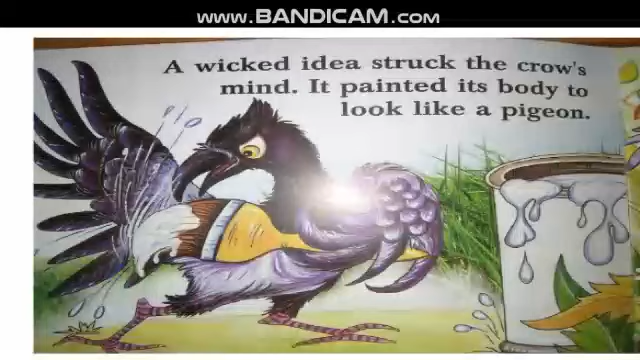 www.BANDICAM.com
A wicked idea struck the crow's
mind. It painted its body to
look like a pigeon.